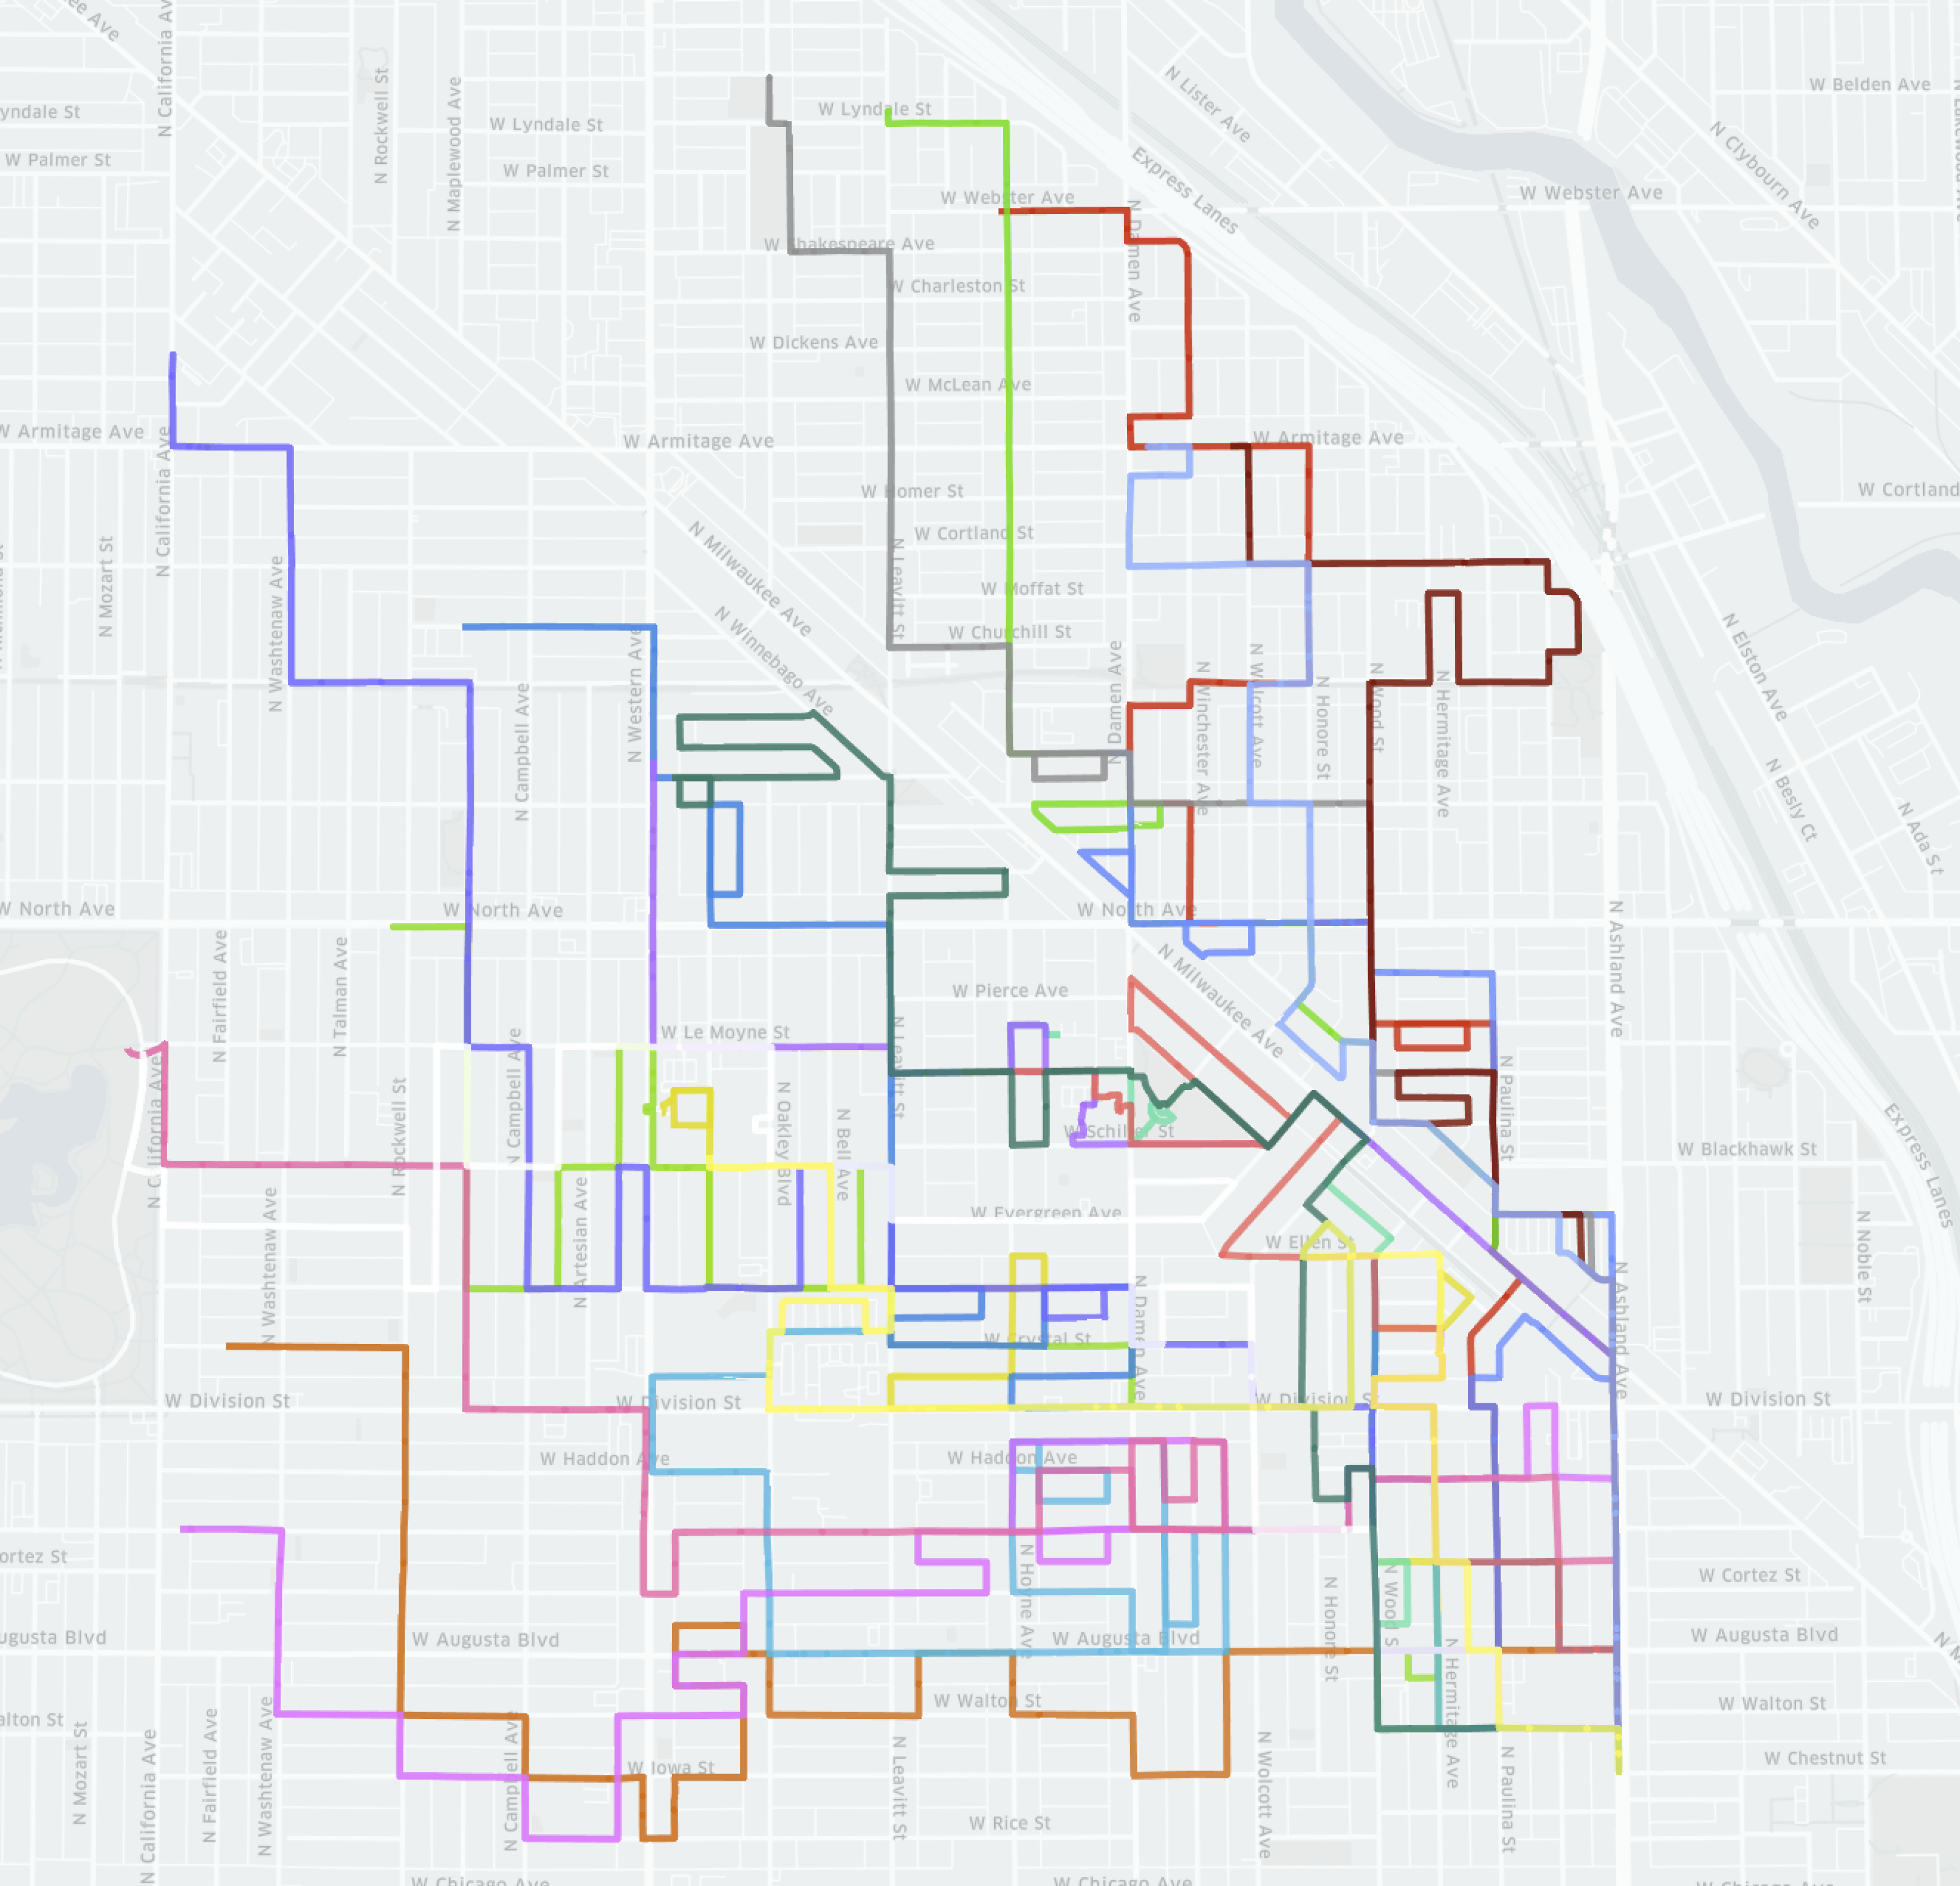 ee Ave
N California Av
yndale St
W Palmer St
N Rockwell St
N Maplewood Ave
W Lyndale St
W Palmer St
W Lyndale St
W Webster Ave
W Shakespeare Ave
W Charleston St
W Dickens Ave
W McLean Ave
N Damen Ave
N Lister Ave
Express Lanes
W Belden Ave
N Clybourn Ave
W Webster Ave
W Armitage Ave
N California Ave
W Armitage Ave
W Armitage Ave
W Homer St
W Cortland St
W Cortland
N Mozart St
N Washtenaw Ave
N Milwaukee Ave
N Winnebago Ave
N Leavitt St
W Moffat St
W Churchill St
N Western Ave
N Campbell Ave
N Damen Ave
N Winchester Ave
N Wolcott Ave
N Honore St
N Wood St
N Hermitage Ave
N Elston Ave
N Besly Ct
N Ada St
W North Ave
W North Ave
W North Ave
N Fairfield Ave
N Talman Ave
W Pierce Ave
N Milwaukee Ave
N Ashland Ave
W Le Moyne St
N Campbell Ave
N Leavitt St
N California Ave
N Rockwell St
N Oakley Blvd
N Bell Ave
W Schiller St
N Paulina St
W Blackhawk St
Express Lanes
N Washtenaw Ave
N Artesian Ave
W Evergreen Ave
W Ellen St
N Noble St
N Damen Ave
N Ashland Ave
W Crystal St
W Division St
W Division St
W Division St
W Division St
W Haddon Ave
W Haddon Ave
ortez St
N Hoyne Ave
N Honore St
N Wood St
W Cortez St
ugusta Blvd
W Augusta Blvd
W Augusta Blvd
W Augusta Blvd
N Hermitage Ave
alton St
W Walton St
W Walton St
N Mozart St
N California Ave
N Fairfield Ave
N Washtenaw Ave
N Campbell Ave
W Iowa St
N Leavitt St
N Wolcott Ave
N Paulina St
W Chestnut St
W Rice St
W Chicago Ave
W Chicago Ave
W Chicago Ave